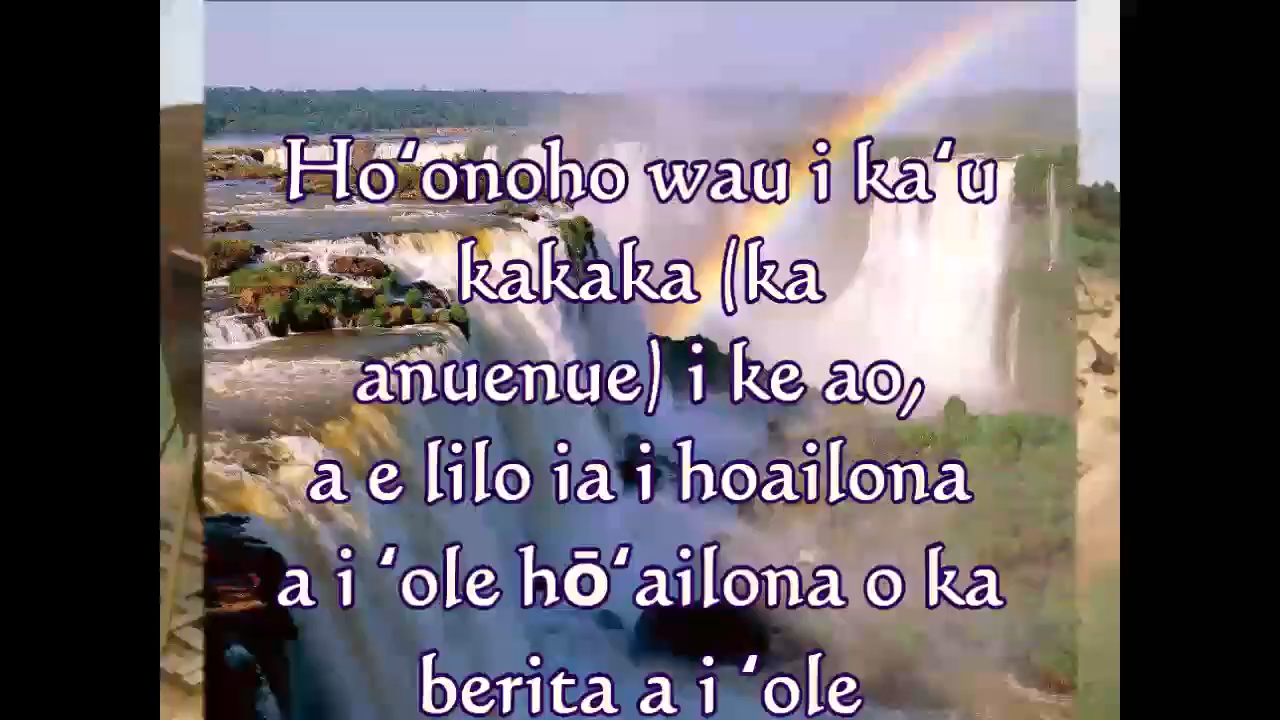 Hoʻonoho wau i kaʻu
kakaka (ka
anuenue) i ke ao,
a e lilo ia i hoailona
a i ʻole hōʻailona o ka
berita a i ʻole